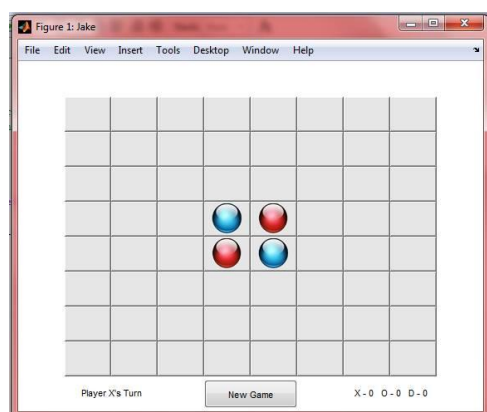 Figure 1: Jake
File Edit View Insert Tools Desktop Window Help
Player X's Turn New Game X - 0 O - 0 D - 0